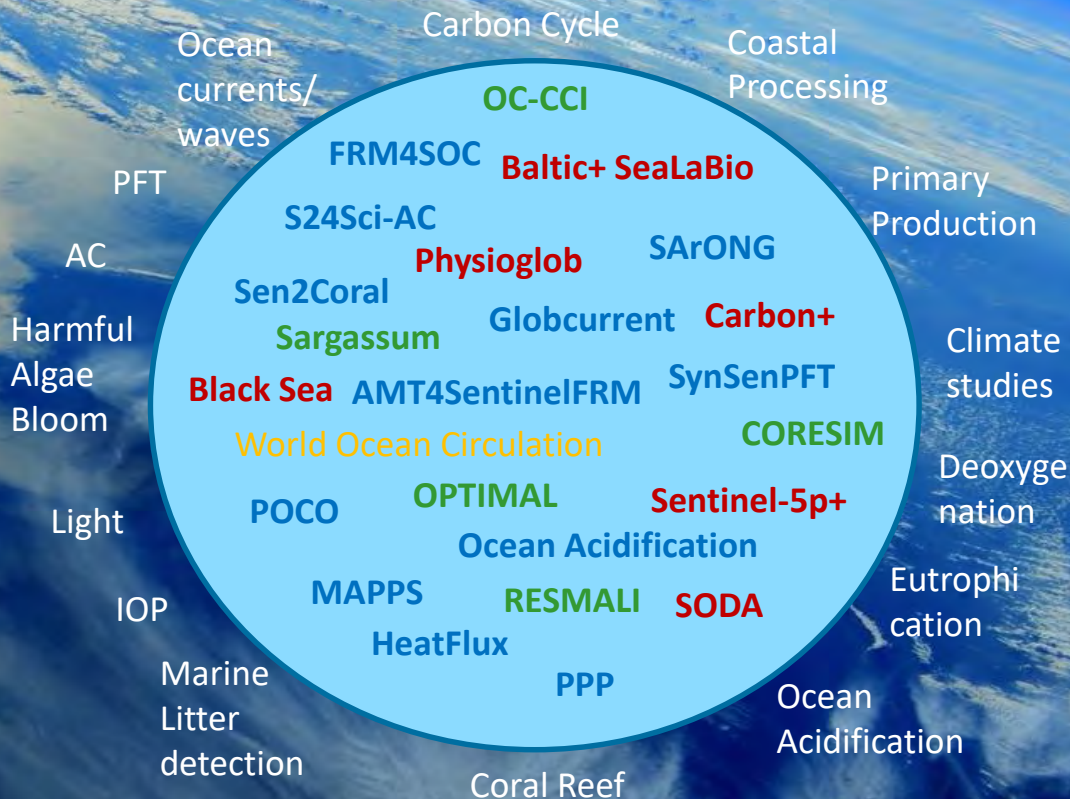 Carbon Cycle
Ocean
currents/
waves
Coastal
Processing
OC-CCI
FRM4SOC
Baltic+ SeaLaBio
PFT
Primary
Production
S24Sci-AC
AC
Physioglob
SArONG
Sen2Coral
Globcurrent
Carbon+
Harmful
Algae
Bloom
Sargassum
Climate
studies
Black Sea
AMT4SentinelFRM
SynSenPFT
World Ocean Circulation
CORESIM
Deoxyge
nation
Light
POCO
OPTIMAL
Sentinel-5p+
Ocean Acidification
IOP
MAPPS
RESMALI
SODA
Eutrophi
cation
HeatFlux
Marine
Litter
detection
PPP
Ocean
Acidification
Coral Reef